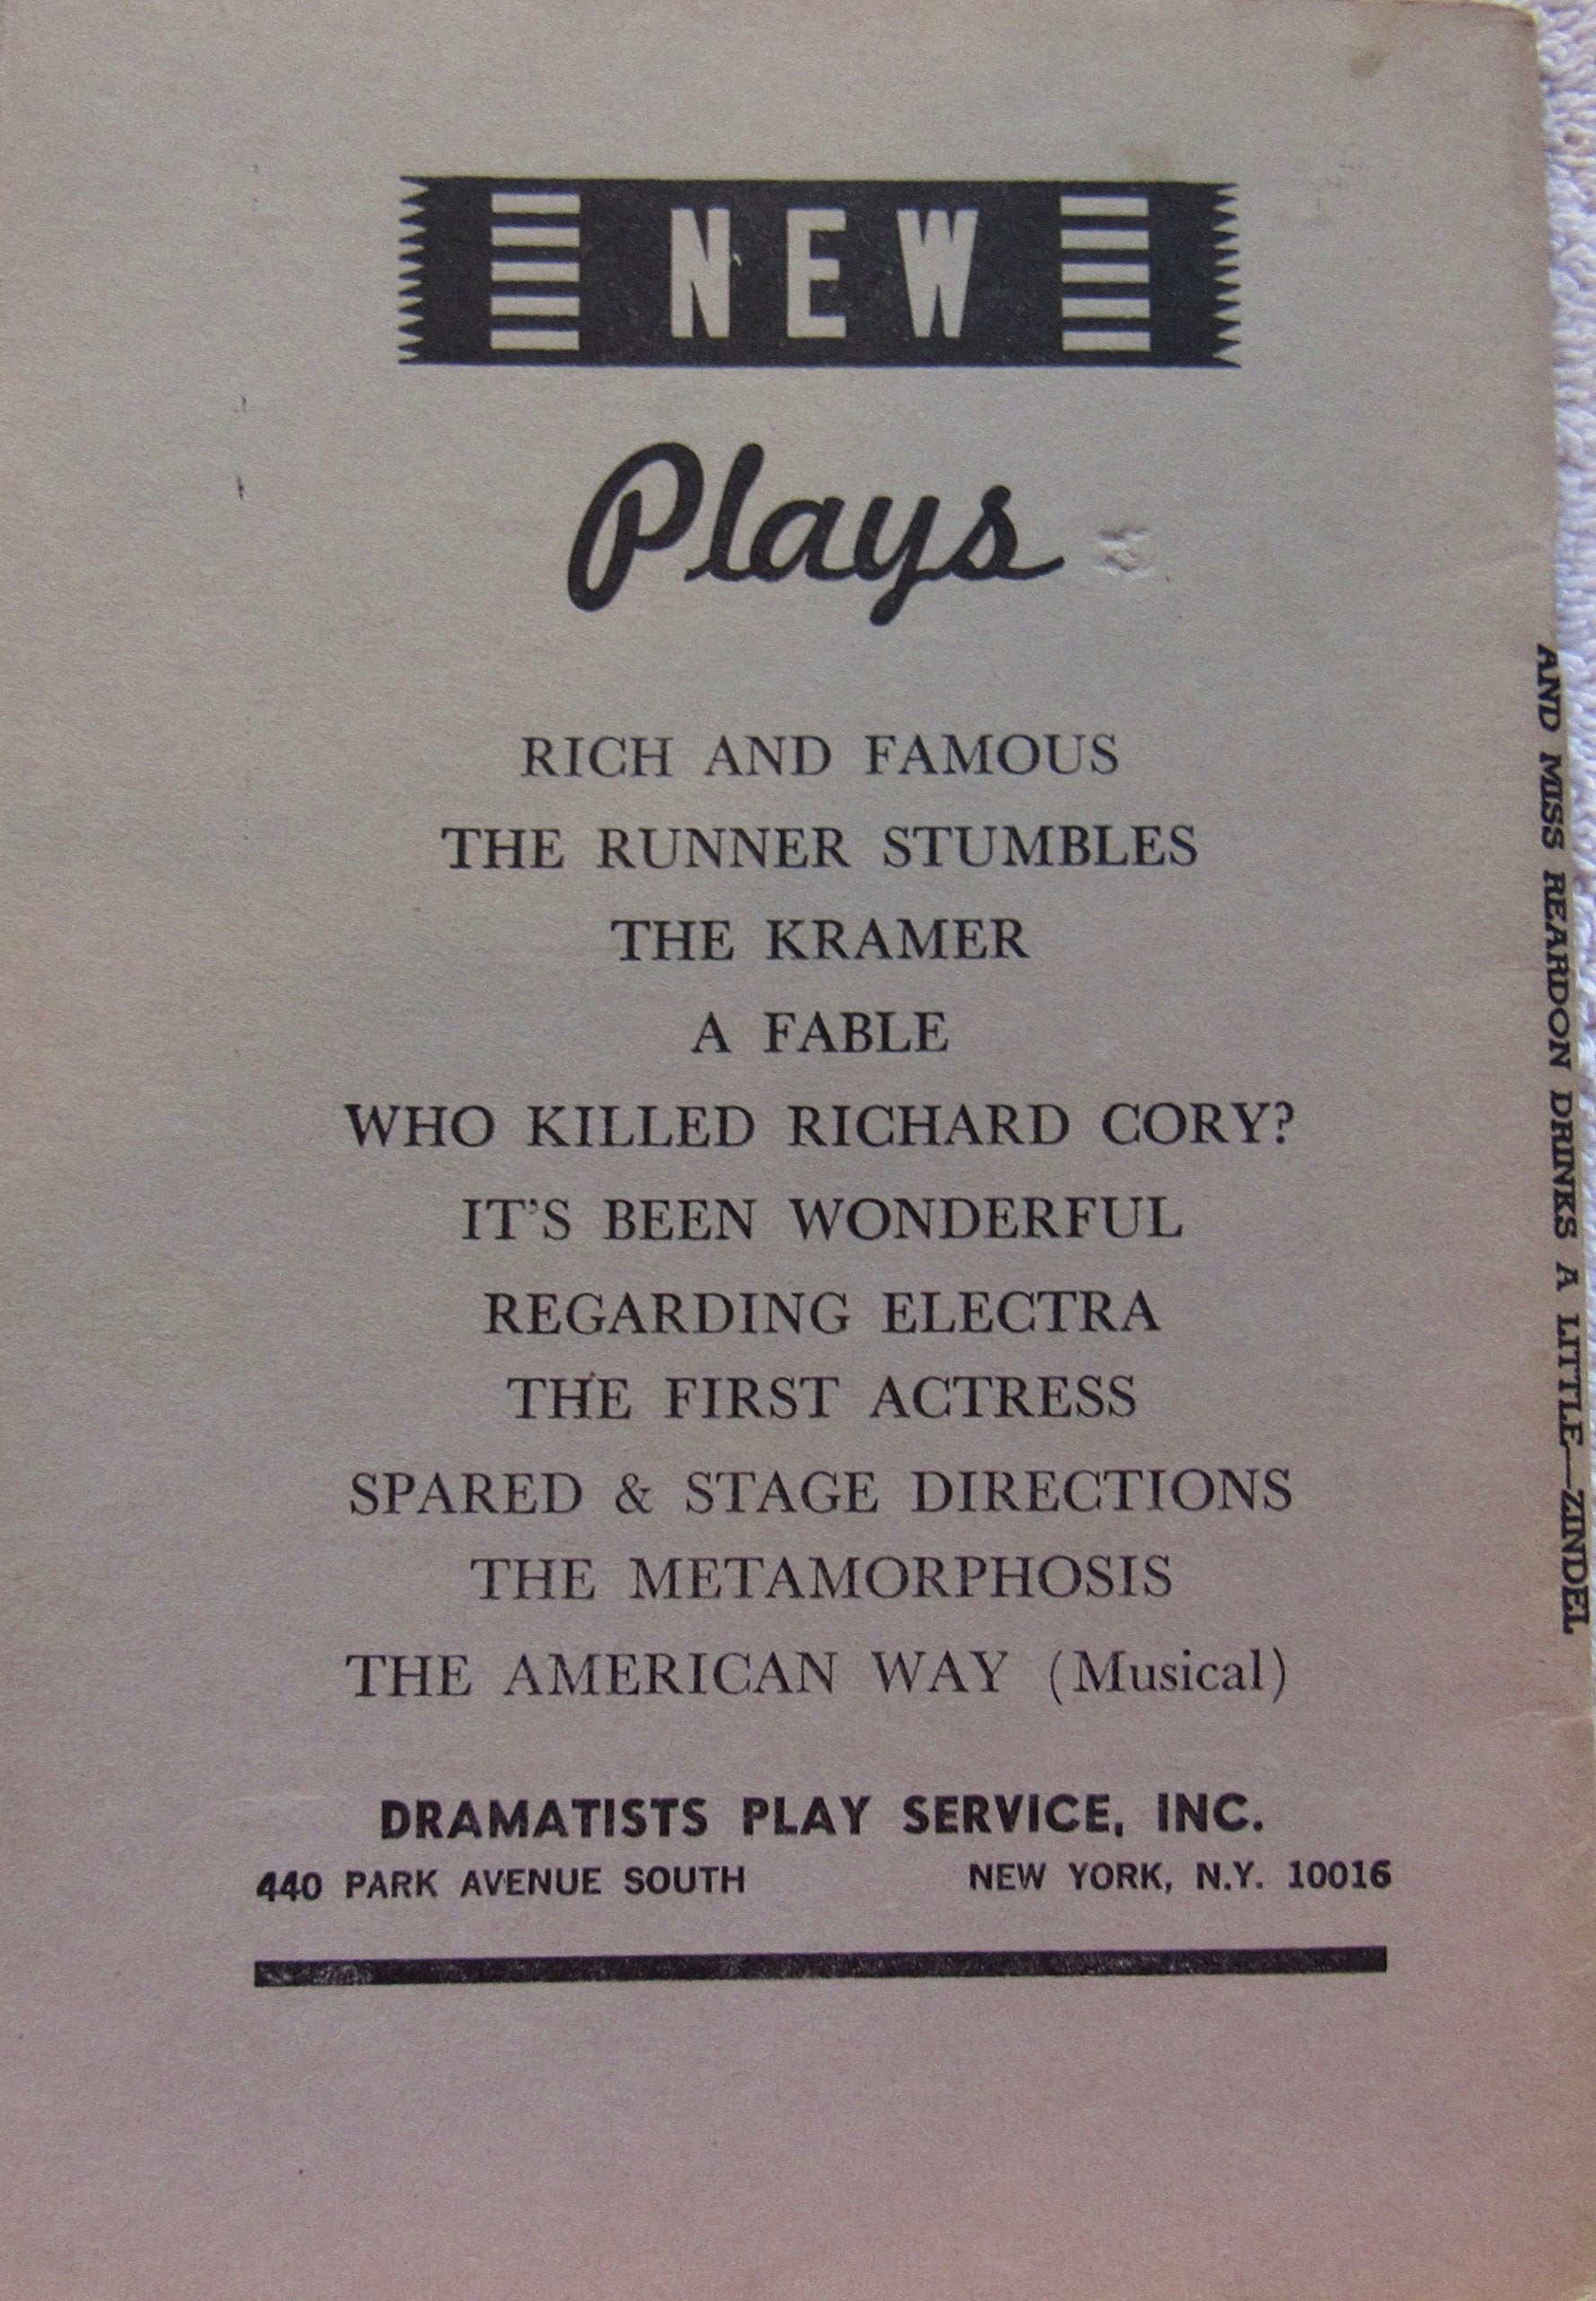 NEW
Plays
RICH AND FAMOUS
THE RUNNER STUMBLES
THE KRAMER
A FABLE
WHO KILLED RICHARD CORY?
IT'S BEEN WONDERFUL
REGARDING ELECTRA
THE FIRST ACTRESS
SPARED & STAGE DIRECTIONS
THE METAMORPHOSIS
THE AMERICAN WAY (Musical)
DRAMATISTS PLAY SERVICE, INC.
440 PARK AVENUE SOUTH NEW YORK, N.Y. 10016
AND MISS REARDON DRINKS A LITTLE—ZINDEL